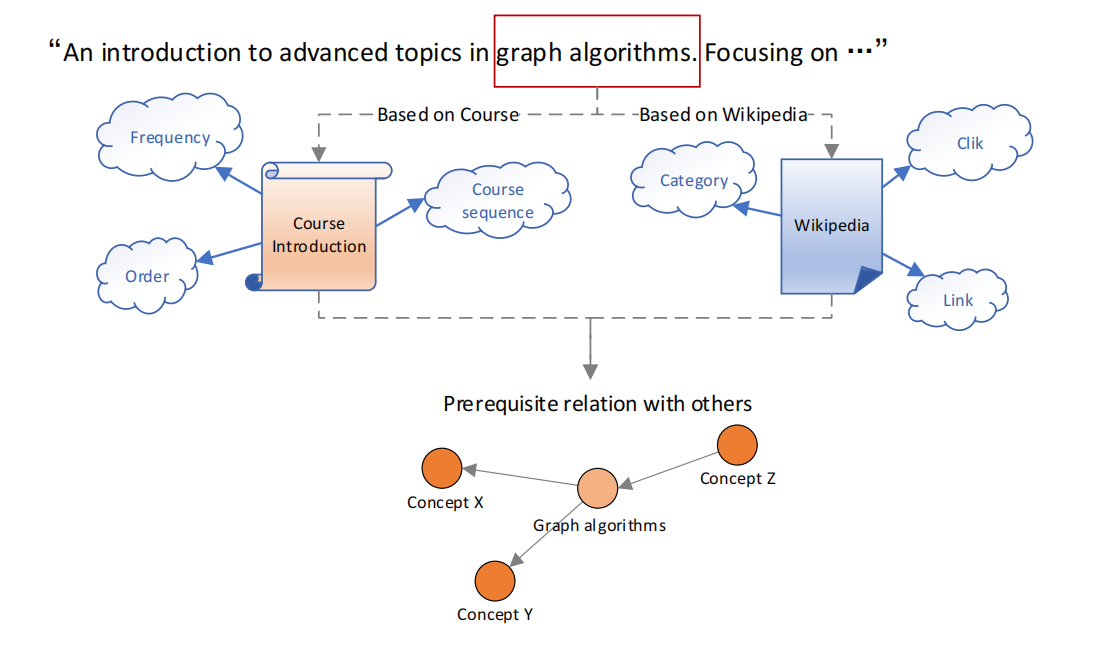 “An introduction to advanced topics in graph algorithms. Focusing on ···”
Based on Course
Based on Wikipedia
Frequency
Course
sequence
Course
Introduction
Order
Category
Wikipedia
Clik
Link
Prerequisite relation with others
Concept X
Graph algorithms
Concept Z
Concept Y